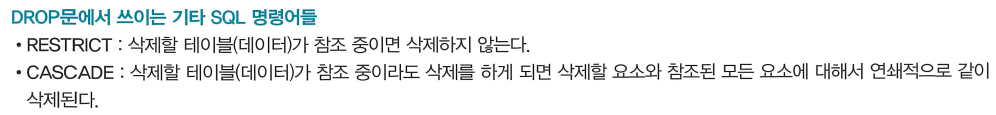 DROP문에서 쓰이는 기타 SQL 명령어들
• RESTRICT : 삭제할 테이블(데이터)가 참조 중이면 삭제하지 않는다.
• CASCADE : 삭제할 테이블(데이터)가 참조 중이라도 삭제를 하게 되면 삭제할 요소와 참조된 모든 요소에 대해서 연쇄적으로 같이
삭제된다.